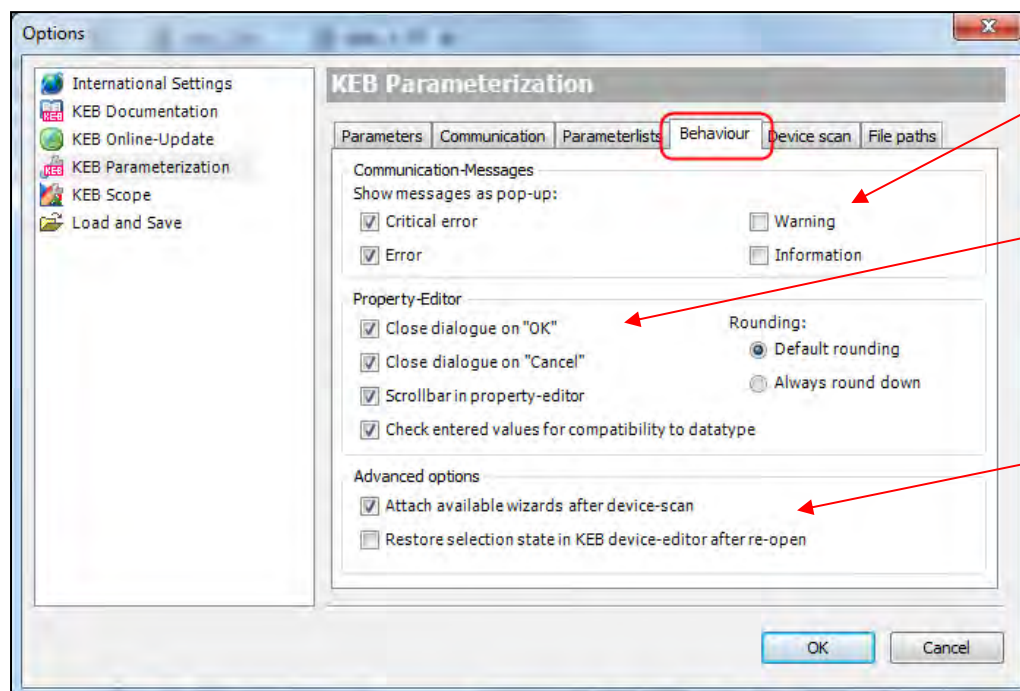 Options
International Settings
KEB Documentation
KEB Online-Update
KEB Parameterization
KEB Scope
Load and Save
KEB Parameterization
Parameters Communication Parameterlists Behaviour Device scan File paths
Communication-Messages
Show messages as pop-up:
Critical error Warning
Error Information
Property-Editor
Close dialogue on "OK" Rounding:
Close dialogue on "Cancel" Default rounding
Scrollbar in property-editor Always round down
Check entered values for compatibility to datatype
Advanced options
Attach available wizards after device-scan
Restore selection state in KEB device-editor after re-open
OK Cancel